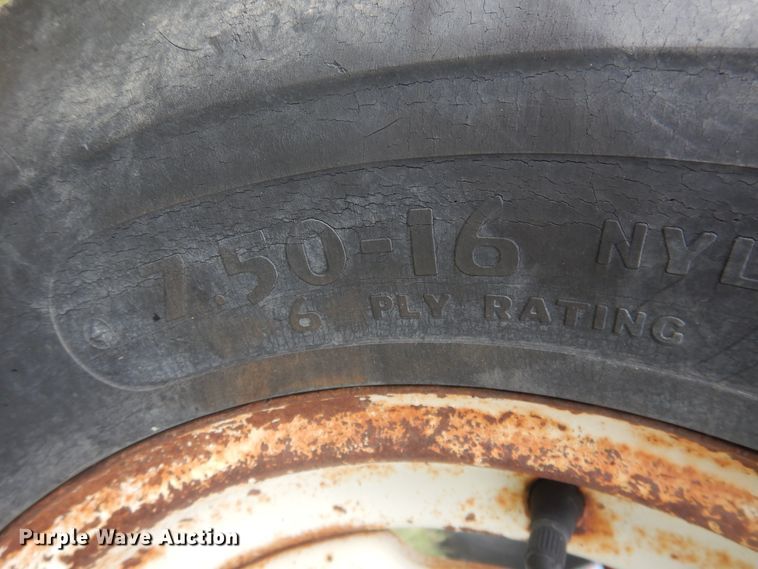 7.50-16 NYL
6 PLY RATING
Purple Wave Auction